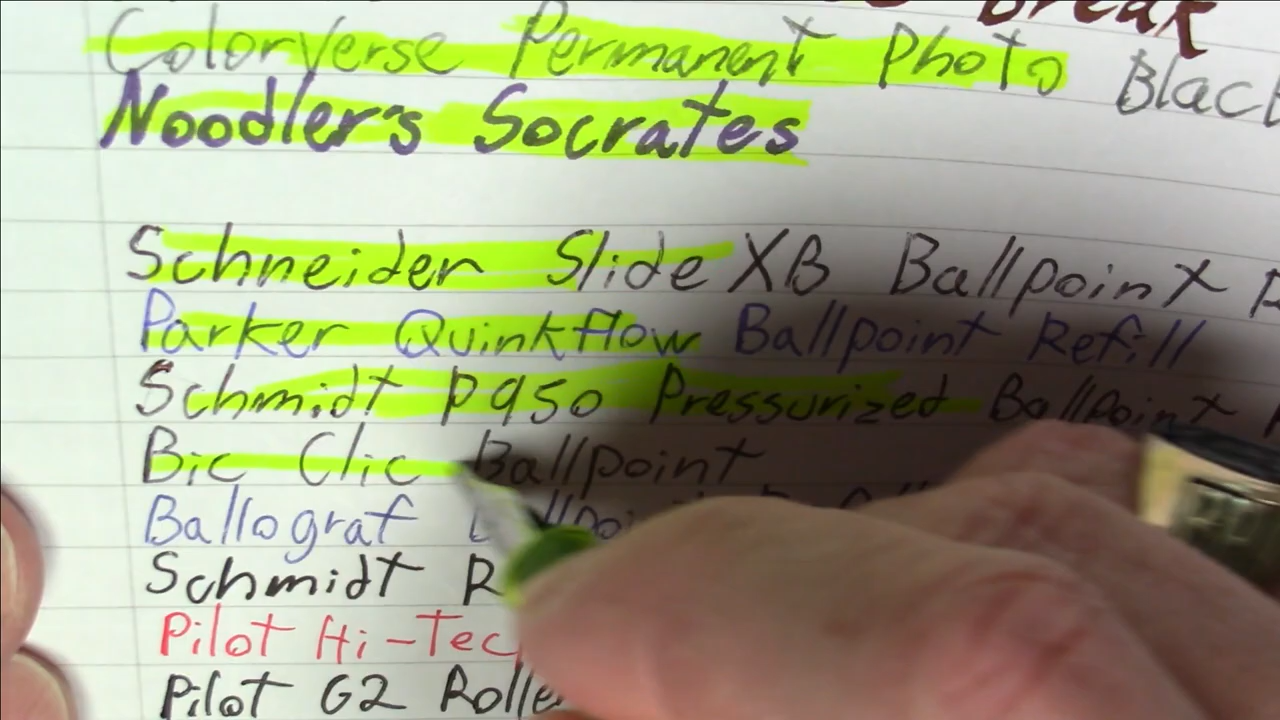 Break
Colorverse Permanent Photo Black
Noodler's Socrates
Schneider Slide XB Ballpoint
Parker Quinkflow Ballpoint Refill
Schmidt P950 Pressurized Ballpoint
Bic Clic Ballpoint
Ballograf
Schmidt
Pilot Hi-Tec
Pilot G2